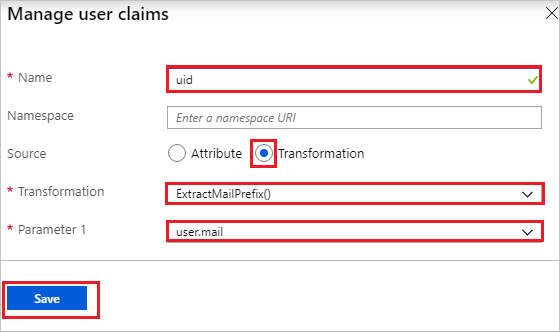 Manage user claims
* Name
uid
Namespace
Enter a namespace URI
Source
Attribute
Transformation
* Transformation
ExtractMailPrefix()
* Parameter 1
user.mail
Save